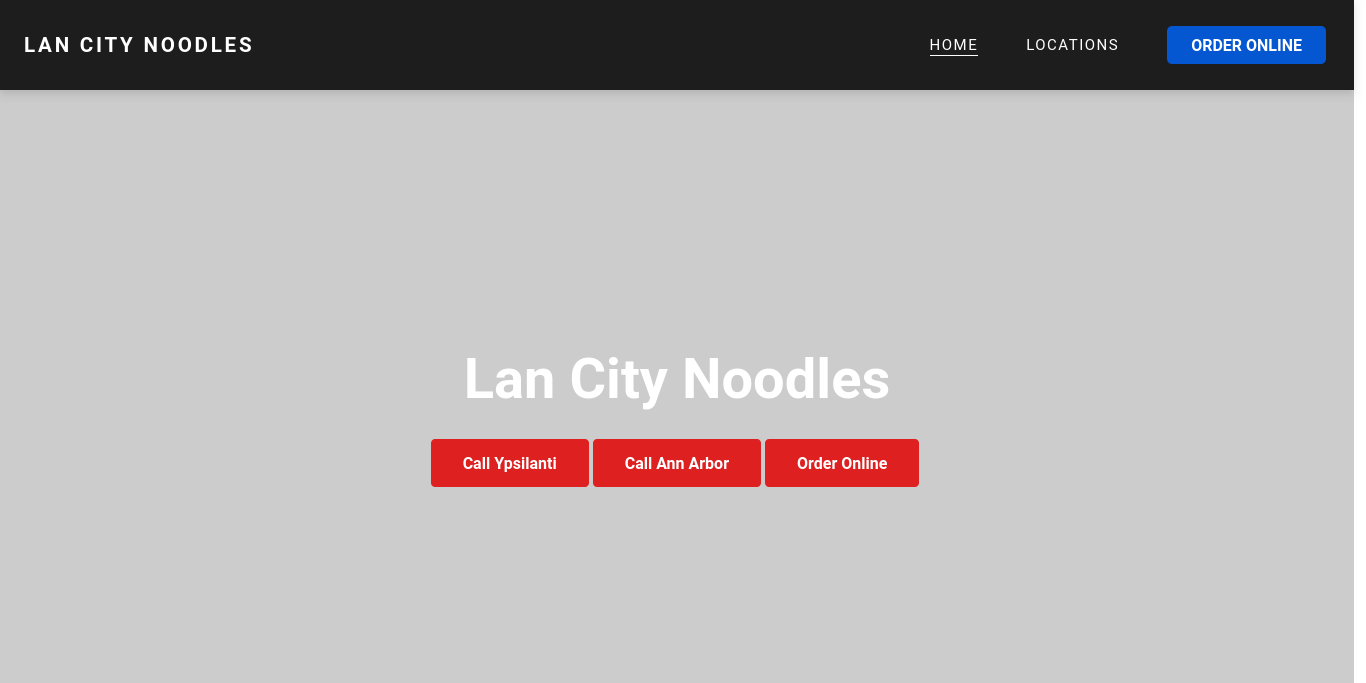 LAN CITY NOODLES
HOME
LOCATIONS
ORDER ONLINE
Lan City Noodles
Call Ypsilanti
Call Ann Arbor
Order Online